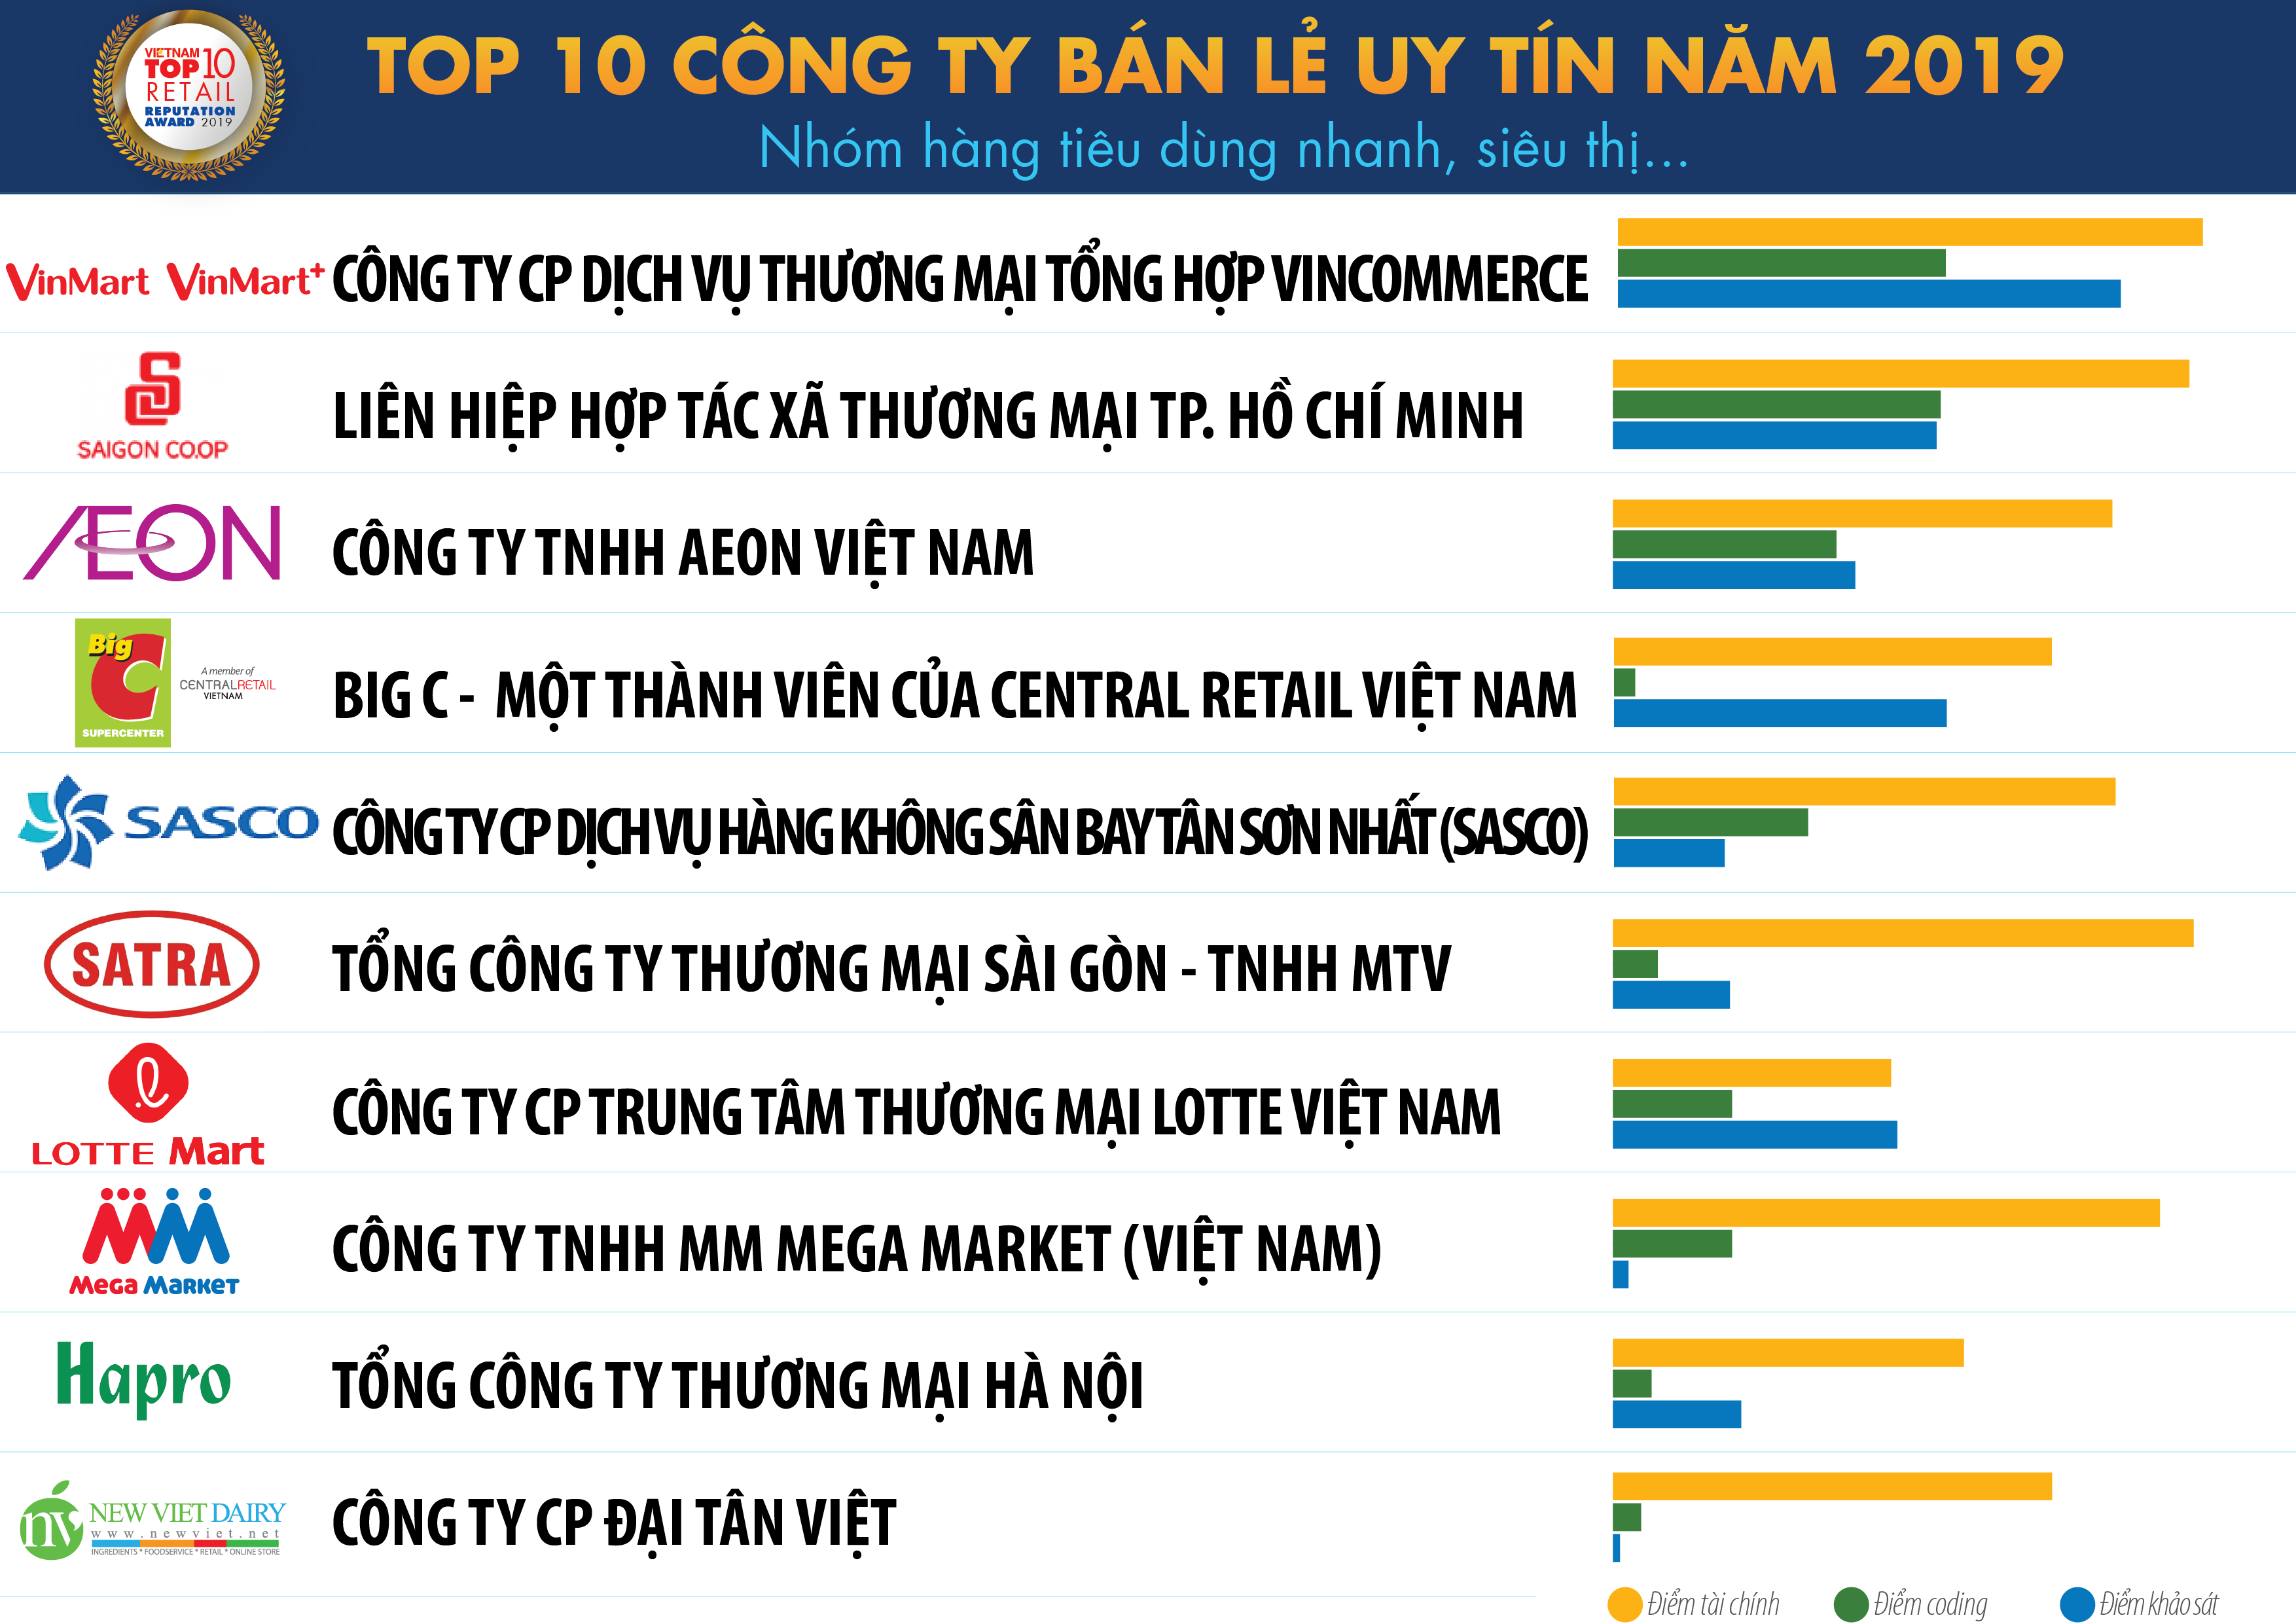 VIETNAM
TOP 10
RETAIL
REPUTATION
AWARD 2019
TOP 10 CÔNG TY BÁN LẺ UY TÍN NĂM 2019
Nhóm hàng tiêu dùng nhanh, siêu thị...
VinMart VinMart+ CÔNG TY CP DỊCH VỤ THƯƠNG MẠI TỔNG HỢP VINCOMMERCE
SAIGON CO.OP
LIÊN HIỆP HỢP TÁC XÃ THƯƠNG MẠI TP. HỒ CHÍ MINH
AEON
CÔNG TY TNHH AEON VIỆT NAM
Big C
SUPERCENTER
A member of
CENTRAL RETAIL
VIETNAM
BIG C - MỘT THÀNH VIÊN CỦA CENTRAL RETAIL VIỆT NAM
SASCO
CÔNG TY CP DỊCH VỤ HÀNG KHÔNG SÂN BAY TÂN SƠN NHẤT (SASCO)
SATRA
TỔNG CÔNG TY THƯƠNG MẠI SÀI GÒN - TNHH MTV
LOTTE Mart
CÔNG TY CP TRUNG TÂM THƯƠNG MẠI LOTTE VIỆT NAM
MM
MeGa MaRKeT
CÔNG TY TNHH MM MEGA MARKET (VIỆT NAM)
Hapro
TỔNG CÔNG TY THƯƠNG MẠI HÀ NỘI
nv
NEW VIET DAIRY
www.newviet.net
INGREDIENTS * FOODSERVICE * RETAIL * ONLINE STORE
CÔNG TY CP ĐẠI TÂN VIỆT
Điểm tài chính Điểm coding Điểm khảo sát